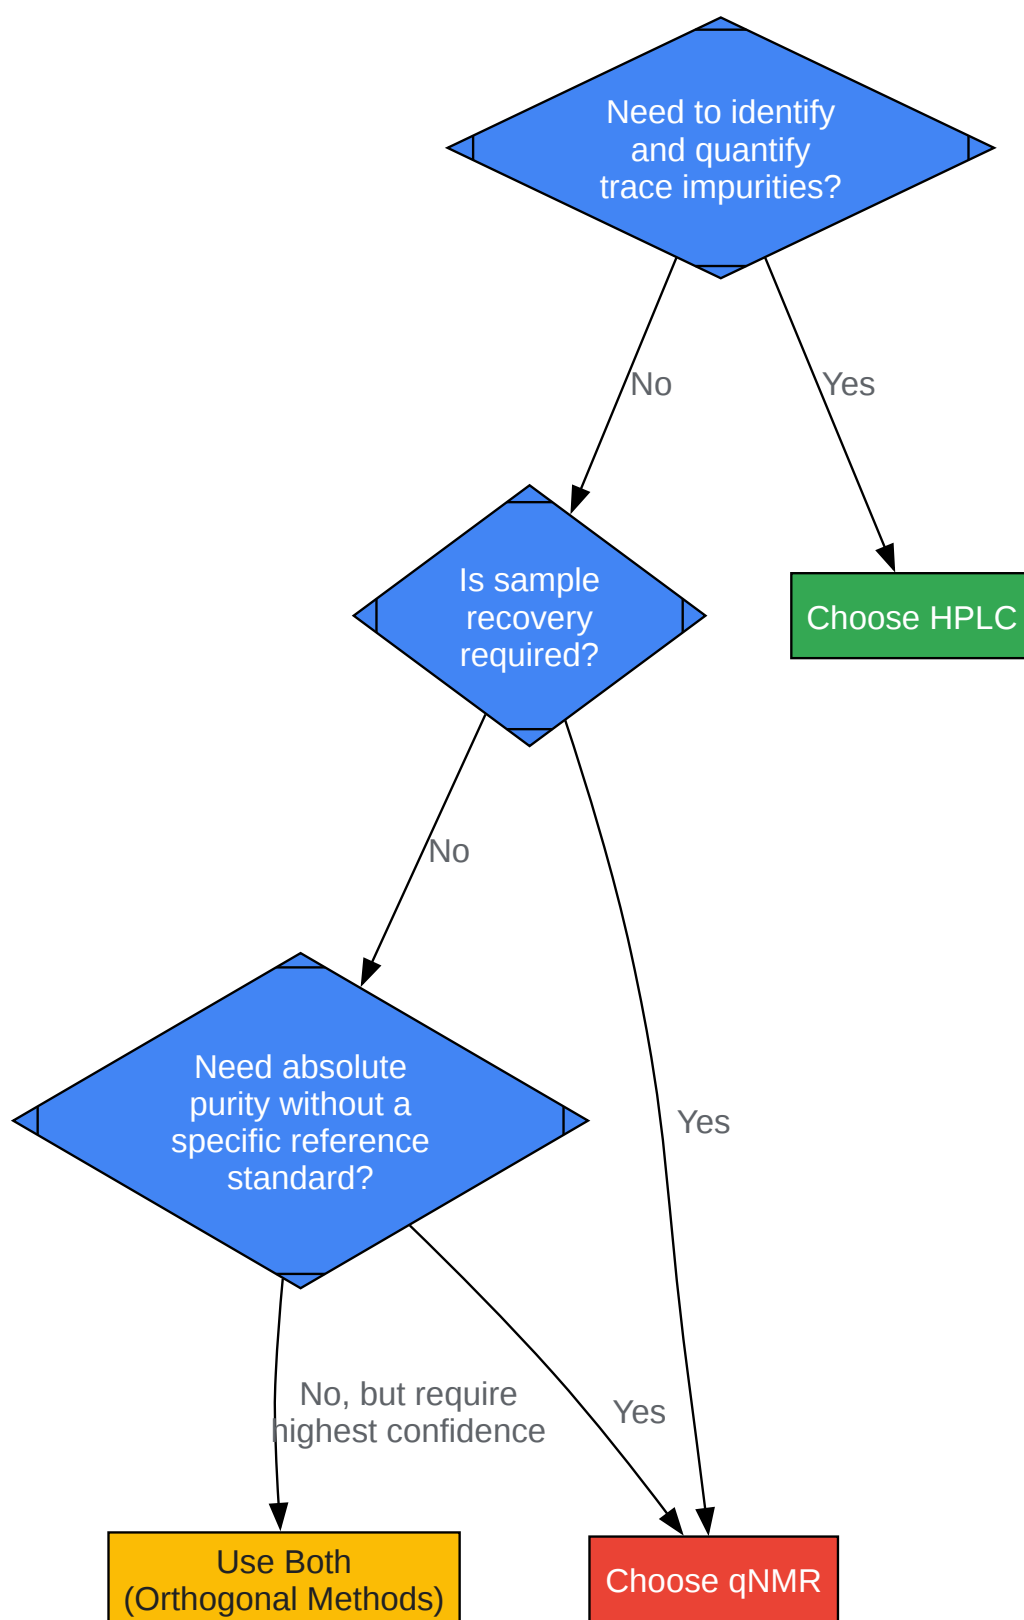 Need to identify
and quantify
trace impurities?
No
Yes
Is sample
recovery
required?
Choose HPLC
No
Need absolute
purity without a
specific reference
standard?
Yes
No, but require
highest confidence
Yes
Use Both
(Orthogonal Methods)
Choose qNMR